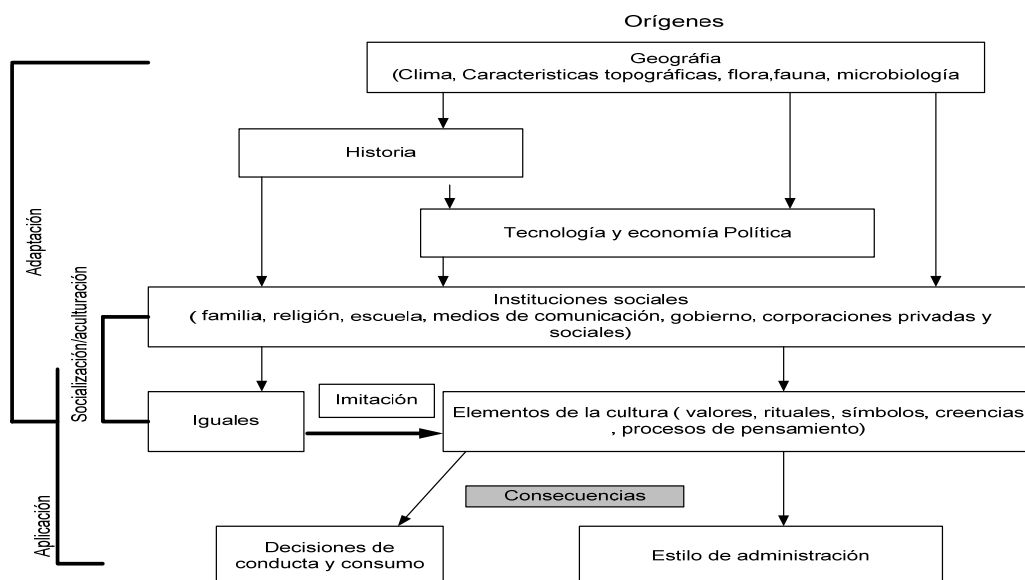 Orígenes
Geográfia
(Clima, Caracteristicas topográficas, flora,fauna, microbiología
Historia
Tecnología y economía Política
Adaptación
Socialización/aculturación
Instituciones sociales
( familia, religión, escuela, medios de comunicación, gobierno, corporaciones privadas y
sociales)
Iguales
Imitación
Elementos de la cultura ( valores, rituales, símbolos, creencias
, procesos de pensamiento)
Consecuencias
Aplicación
Decisiones de
conducta y consumo
Estilo de administración